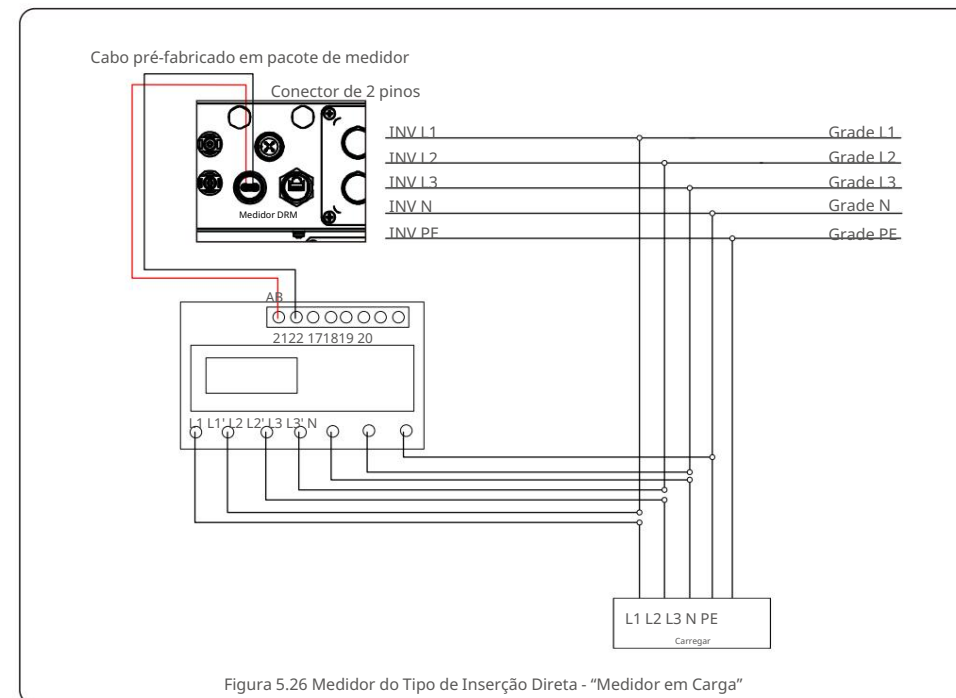 Cabo pré-fabricado em pacote de medidor
Conector de 2 pinos
INV L1 Grade L1
INV L2 Grade L2
INV L3 Grade L3
INV N Grade N
INV PE Grade PE
Medidor DRM
AB
2122 171819 20
L1 L1' L2 L2' L3 L3' N
L1 L2 L3 N PE
Carregar
Figura 5.26 Medidor do Tipo de Inserção Direta - “Medidor em Carga”